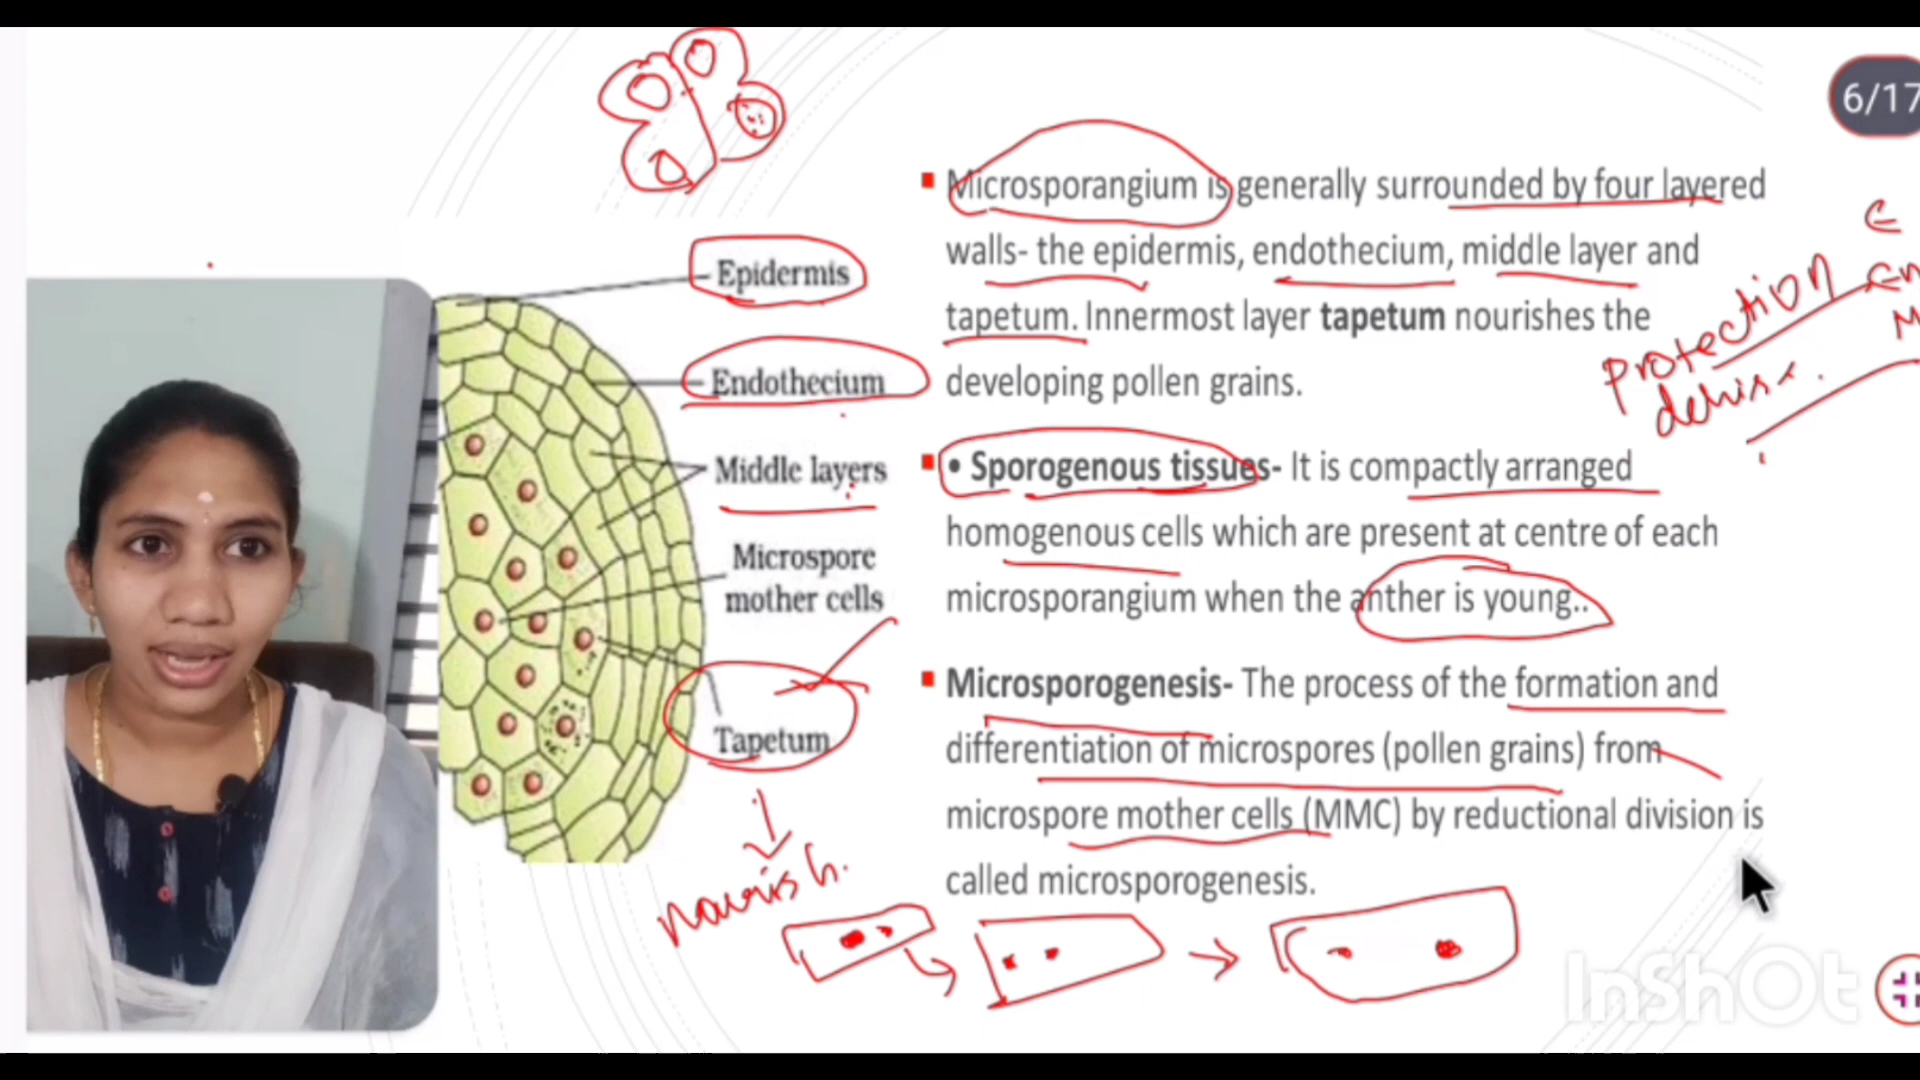 6/17
Microsporangium is generally surrounded by four layered
walls- the epidermis, endothecium, middle layer and
tapetum. Innermost layer tapetum nourishes the
developing pollen grains.
• Sporogenous tissues- It is compactly arranged
homogenous cells which are present at centre of each
microsporangium when the anther is young..
Microsporogenesis- The process of the formation and
differentiation of microspores (pollen grains) from
microspore mother cells (MMC) by reductional division is
called microsporogenesis.
Epidermis
Endothecium
Middle layers
Microspore
mother cells
Tapetum
nourish.
Protection
E
En
M
InShOt